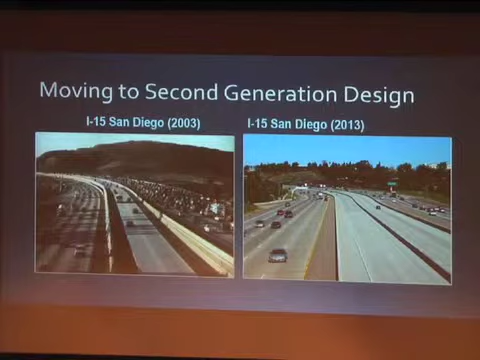 Moving to Second Generation Design
I-15 San Diego (2003)
I-15 San Diego (2013)